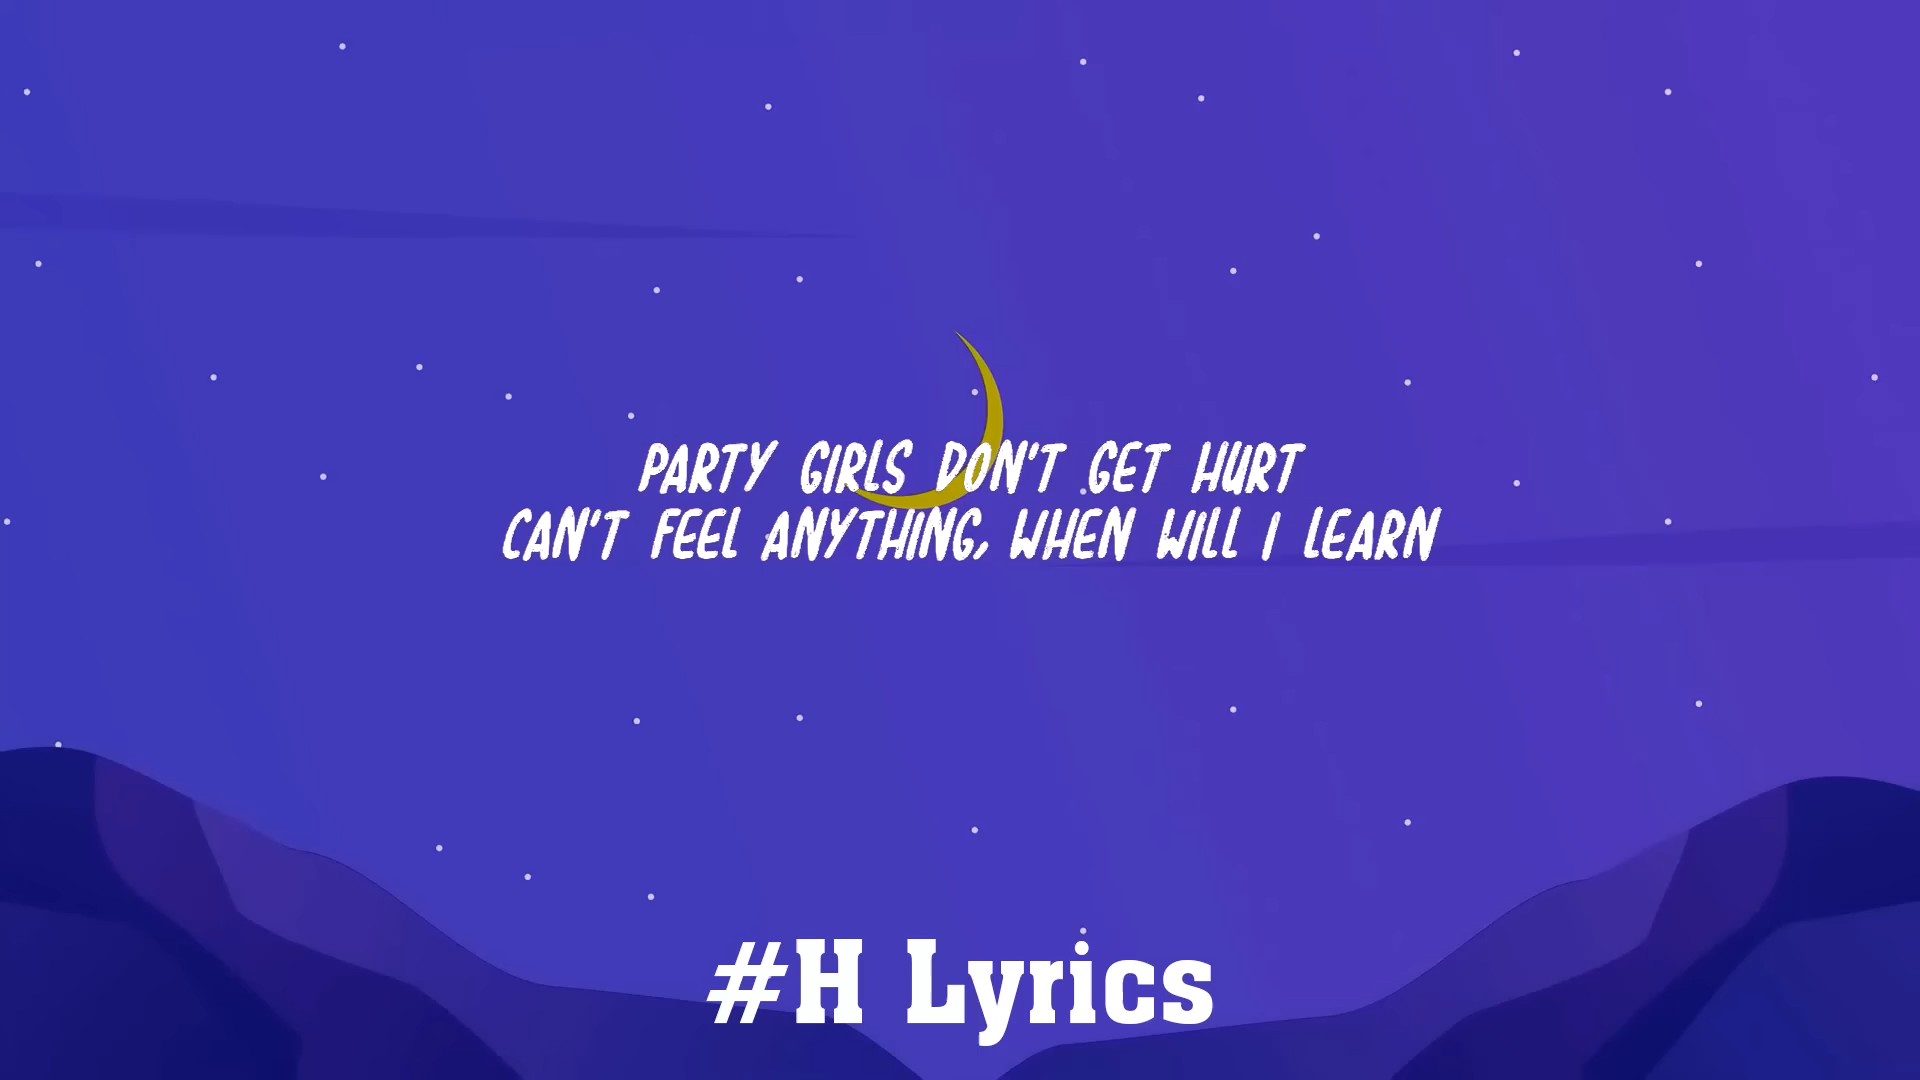 PARTY GIRLS DON'T GET HURT
CAN'T FEEL ANYTHING, WHEN WILL I LEARN
#H Lyrics